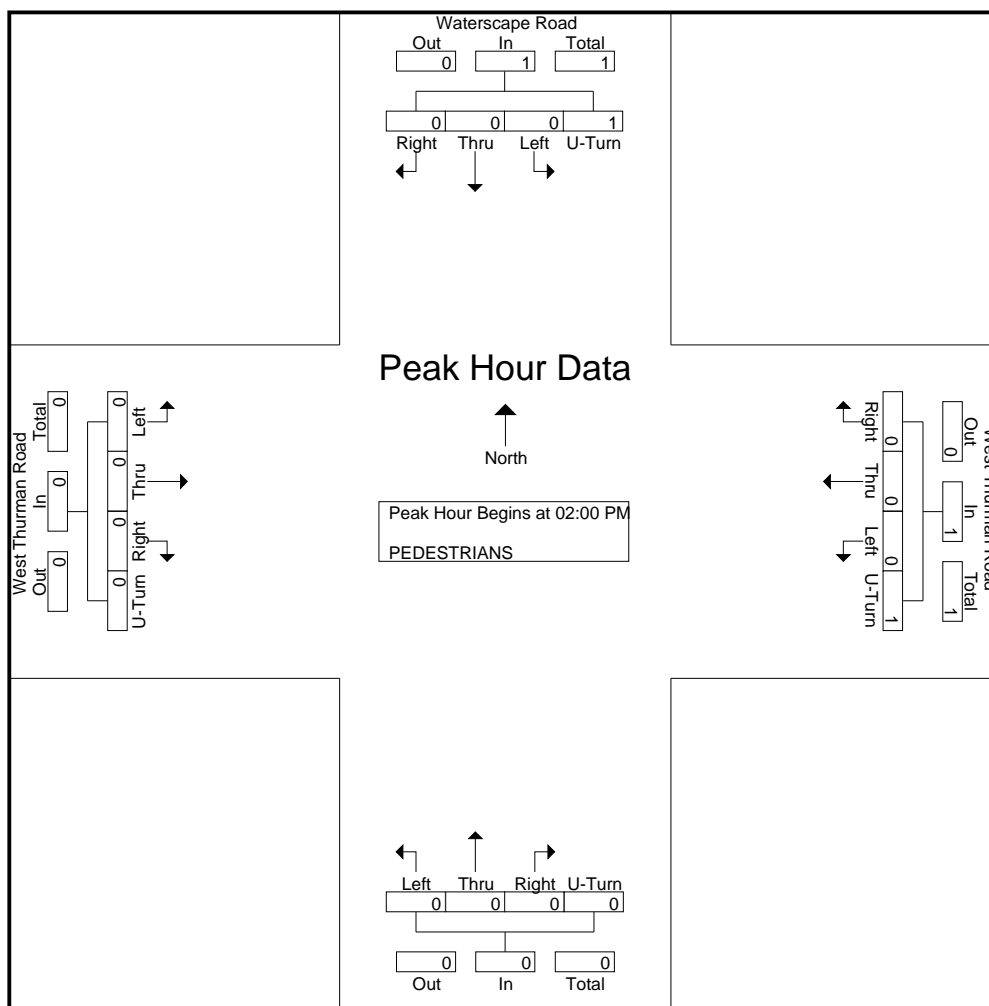 Waterscape Road
Out In Total
0 1 1
0 0 0 1
Right Thru Left U-Turn
Peak Hour Data
North
Peak Hour Begins at 02:00 PM
PEDESTRIANS
West Thurman Road
Out In Total
0 0 0
Left Thru Right U-Turn
0 0 0 0
West Thurman Road
Out In Total
0 1 1
Right Thru Left U-Turn
0 0 0 1
Left Thru Right U-Turn
0 0 0 0
0 0 0
Out In Total